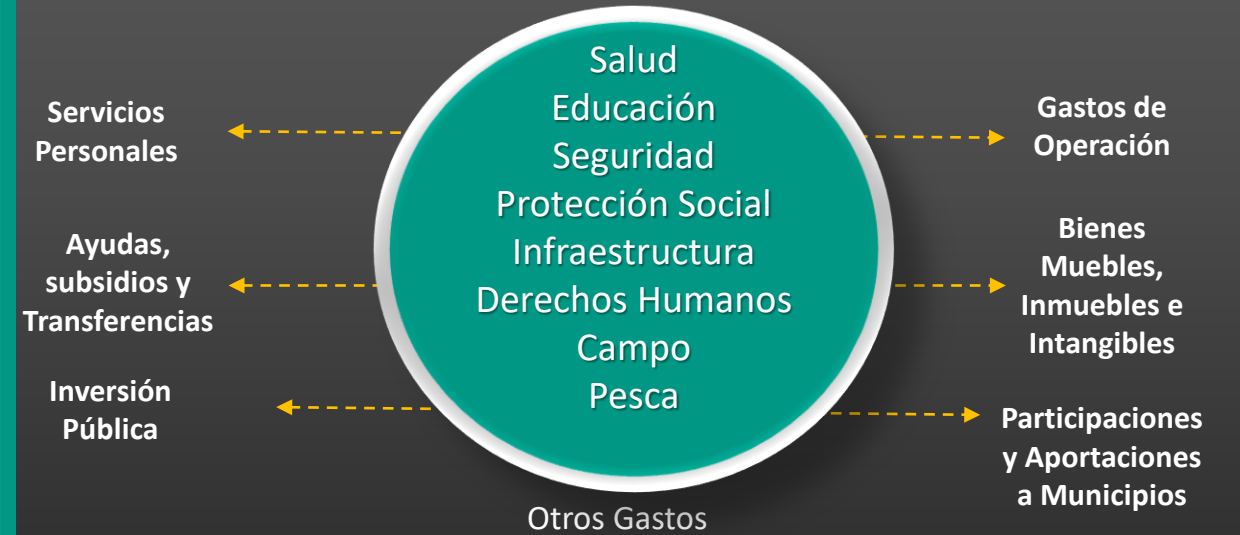 Salud
Educación
Seguridad
Protección Social
Infraestructura
Derechos Humanos
Campo
Pesca
Servicios
Personales
Ayudas,
subsidios y
Transferencias
Inversión
Pública
Gastos de
Operación
Bienes
Muebles,
Inmuebles e
Intangibles
Participaciones
y Aportaciones
a Municipios
Otros Gastos